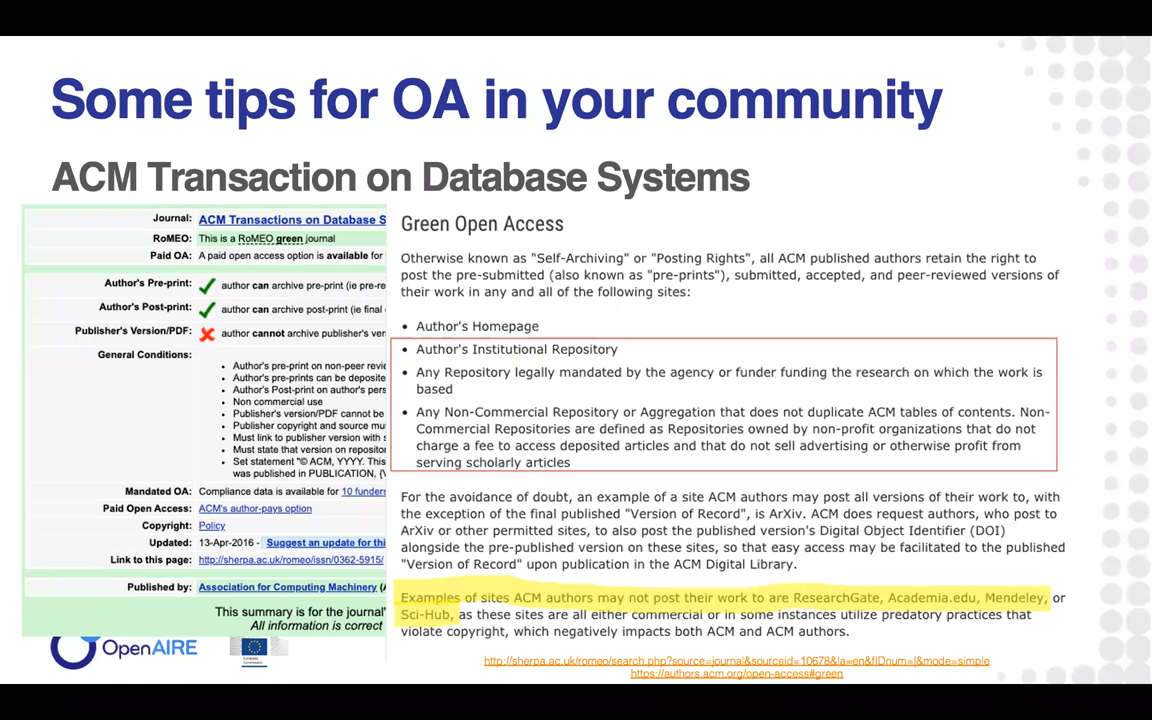 Some tips for OA in your community
ACM Transaction on Database Systems
Journal: ACM Transactions on Database S
RoMEO: This is a RoMEO green journal
Paid OA: A paid open access option is available for
Author's Pre-print: author can archive pre-print (ie pre-re
Author's Post-print: author can archive post-print (ie final
Publisher's Version/PDF: author cannot archive publisher's ver
General Conditions:
• Author's pre-print on non-peer revie
• Author's pre-prints can be deposite
• Author's Post-print on author's pers
• Non commercial use
• Publisher's version/PDF cannot be
• Publisher copyright and source mus
• Must link to publisher version with s
• Must state that version on repositor
• Set statement "© ACM, YYYY. This
was published in PUBLICATION, {V
Mandated OA: Compliance data is available for 10 funders
Paid Open Access: ACM's author-pays option
Copyright: Policy
Updated: 13-Apr-2016 - Suggest an update for thi
Link to this page: http://sherpa.ac.uk/romeo/issn/0362-5915/
Published by: Association for Computing Machinery (A
This summary is for the journal'
All information is correct
Green Open Access
Otherwise known as "Self-Archiving" or "Posting Rights", all ACM published authors retain the right to
post the pre-submitted (also known as "pre-prints"), submitted, accepted, and peer-reviewed versions of
their work in any and all of the following sites:
• Author's Homepage
• Author's Institutional Repository
• Any Repository legally mandated by the agency or funder funding the research on which the work is
based
• Any Non-Commercial Repository or Aggregation that does not duplicate ACM tables of contents. Non-
Commercial Repositories are defined as Repositories owned by non-profit organizations that do not
charge a fee to access deposited articles and that do not sell advertising or otherwise profit from
serving scholarly articles
For the avoidance of doubt, an example of a site ACM authors may post all versions of their work to, with
the exception of the final published "Version of Record", is ArXiv. ACM does request authors, who post to
ArXiv or other permitted sites, to also post the published version's Digital Object Identifier (DOI)
alongside the pre-published version on these sites, so that easy access may be facilitated to the published
"Version of Record" upon publication in the ACM Digital Library.
Examples of sites ACM authors may not post their work to are ResearchGate, Academia.edu, Mendeley, or
Sci-Hub, as these sites are all either commercial or in some instances utilize predatory practices that
violate copyright, which negatively impacts both ACM and ACM authors.
OpenAIRE
European
Commission
http://sherpa.ac.uk/romeo/search.php?source=journal&sourceid=10678&la=en&fIDnum=|&mode=simple
https://authors.acm.org/open-access#green